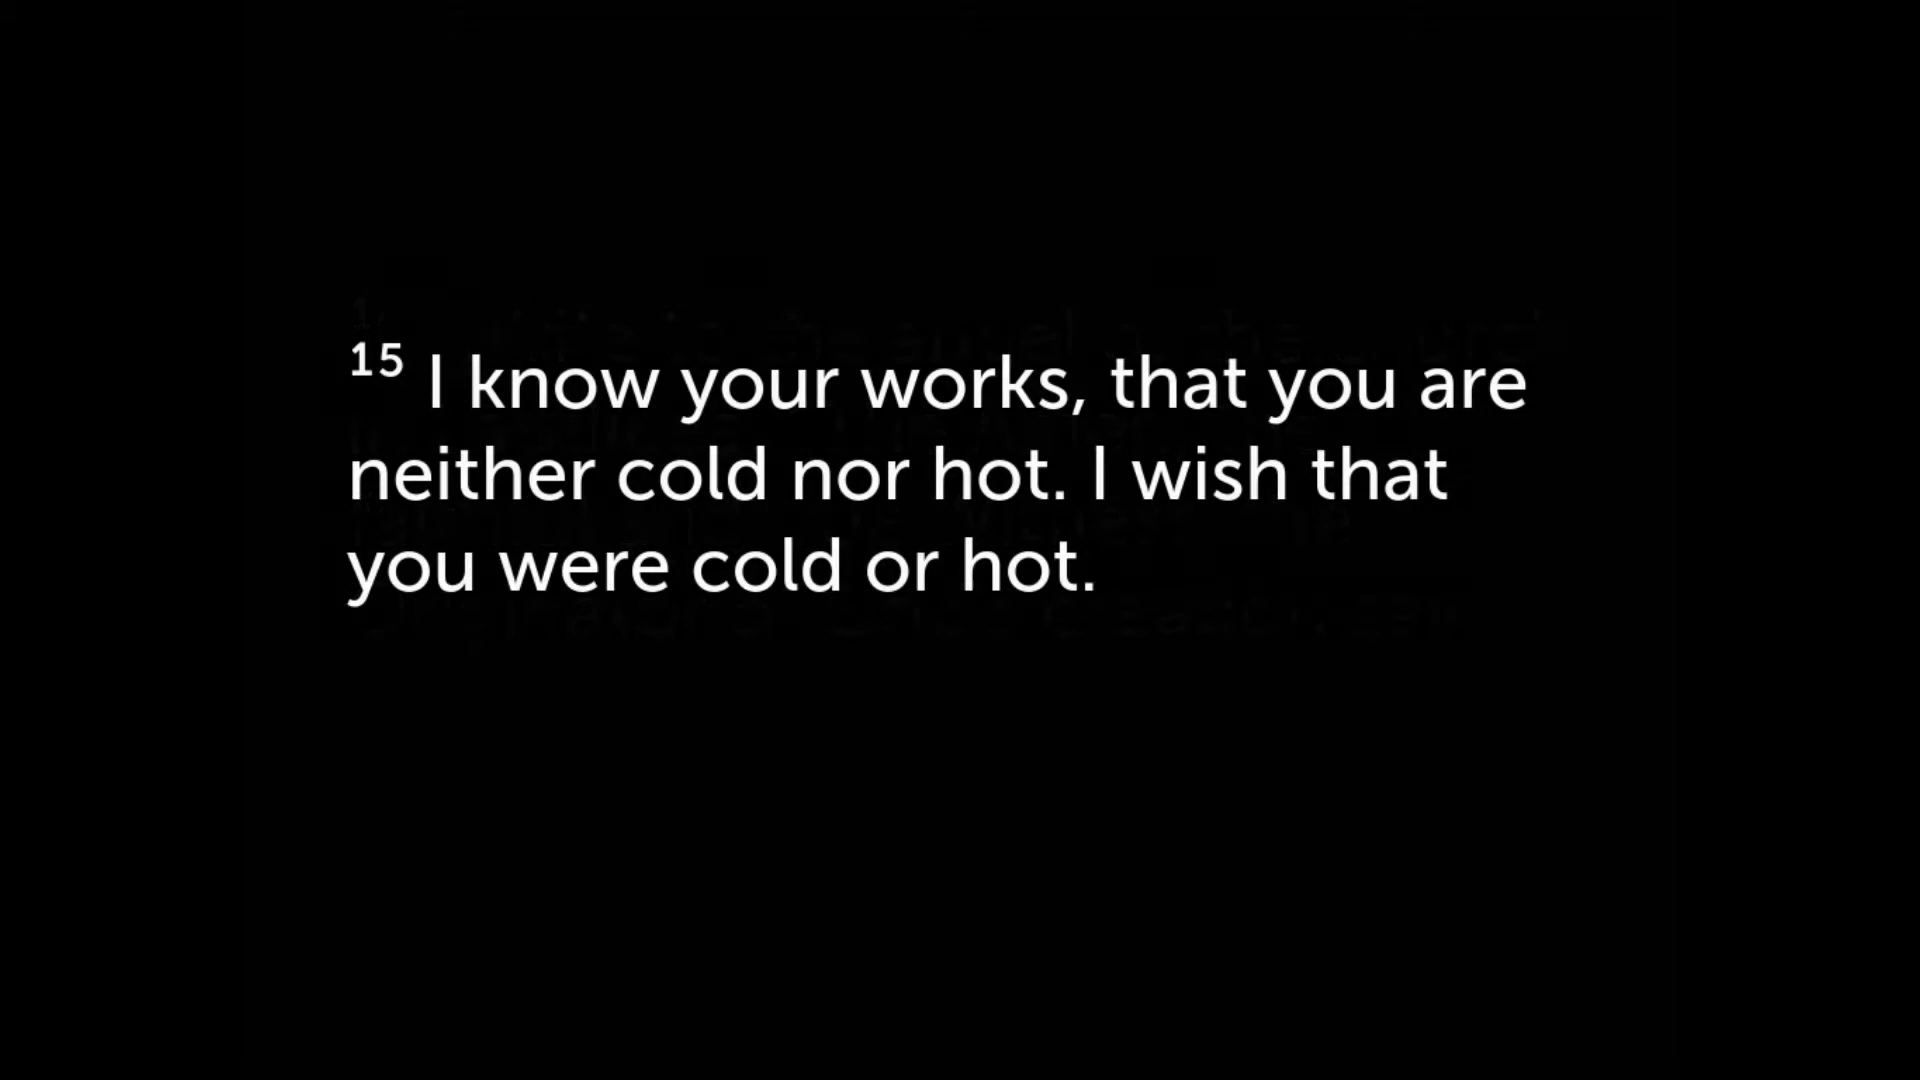 15 I know your works, that you are
neither cold nor hot. I wish that
you were cold or hot.